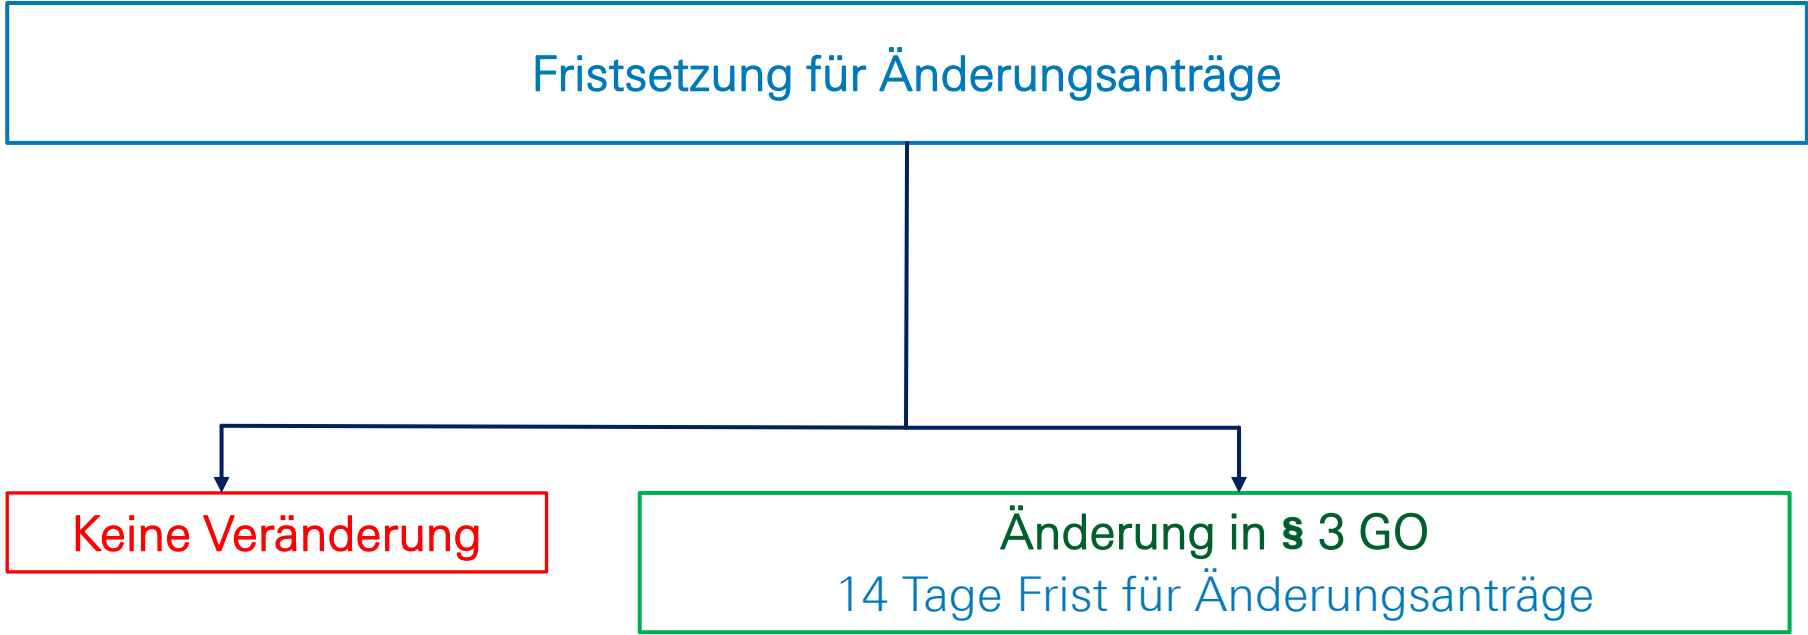 Fristsetzung für Änderungsanträge
Keine Veränderung
Änderung in § 3 GO
14 Tage Frist für Änderungsanträge